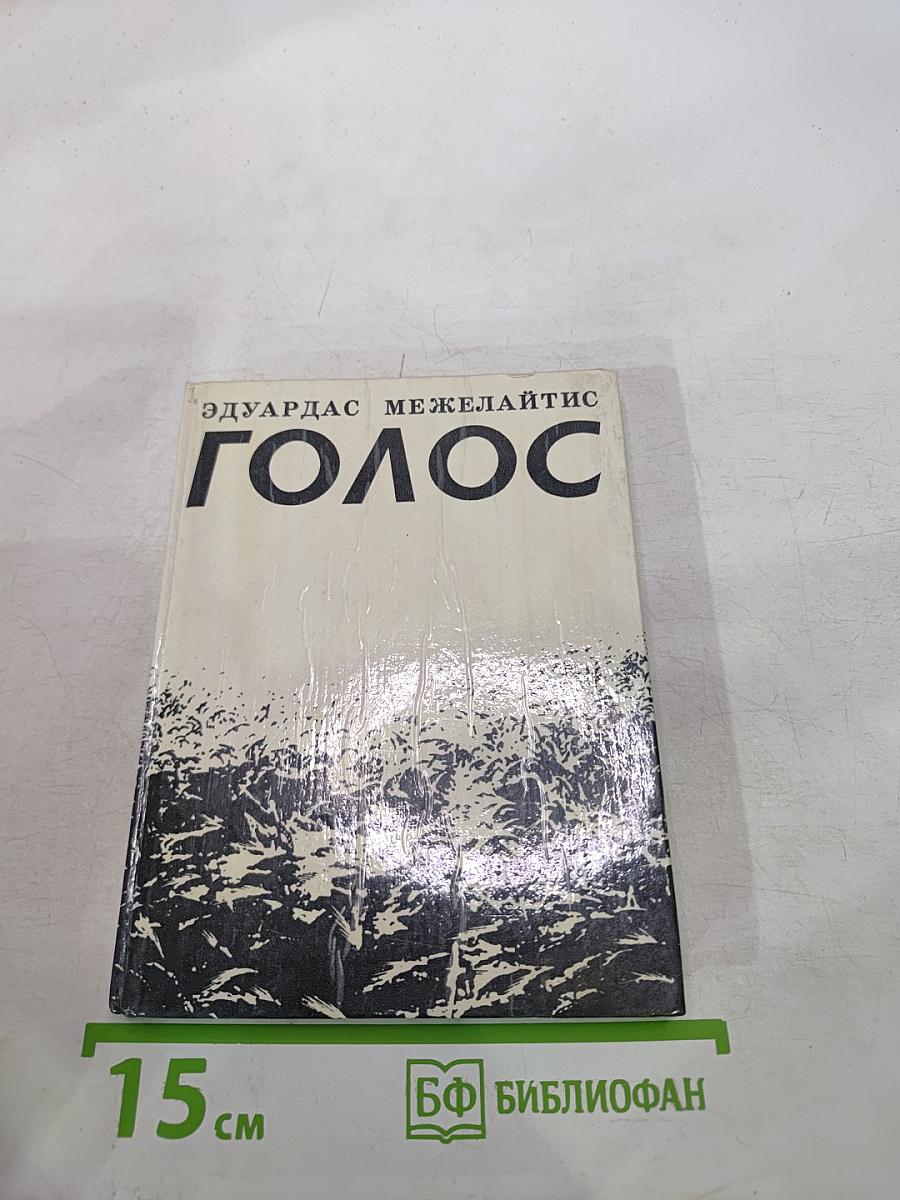 ЭДУАРДАС МЕЖЕЛАЙТИС
ГОЛОС
15 см
БФ БИБЛИОФАН